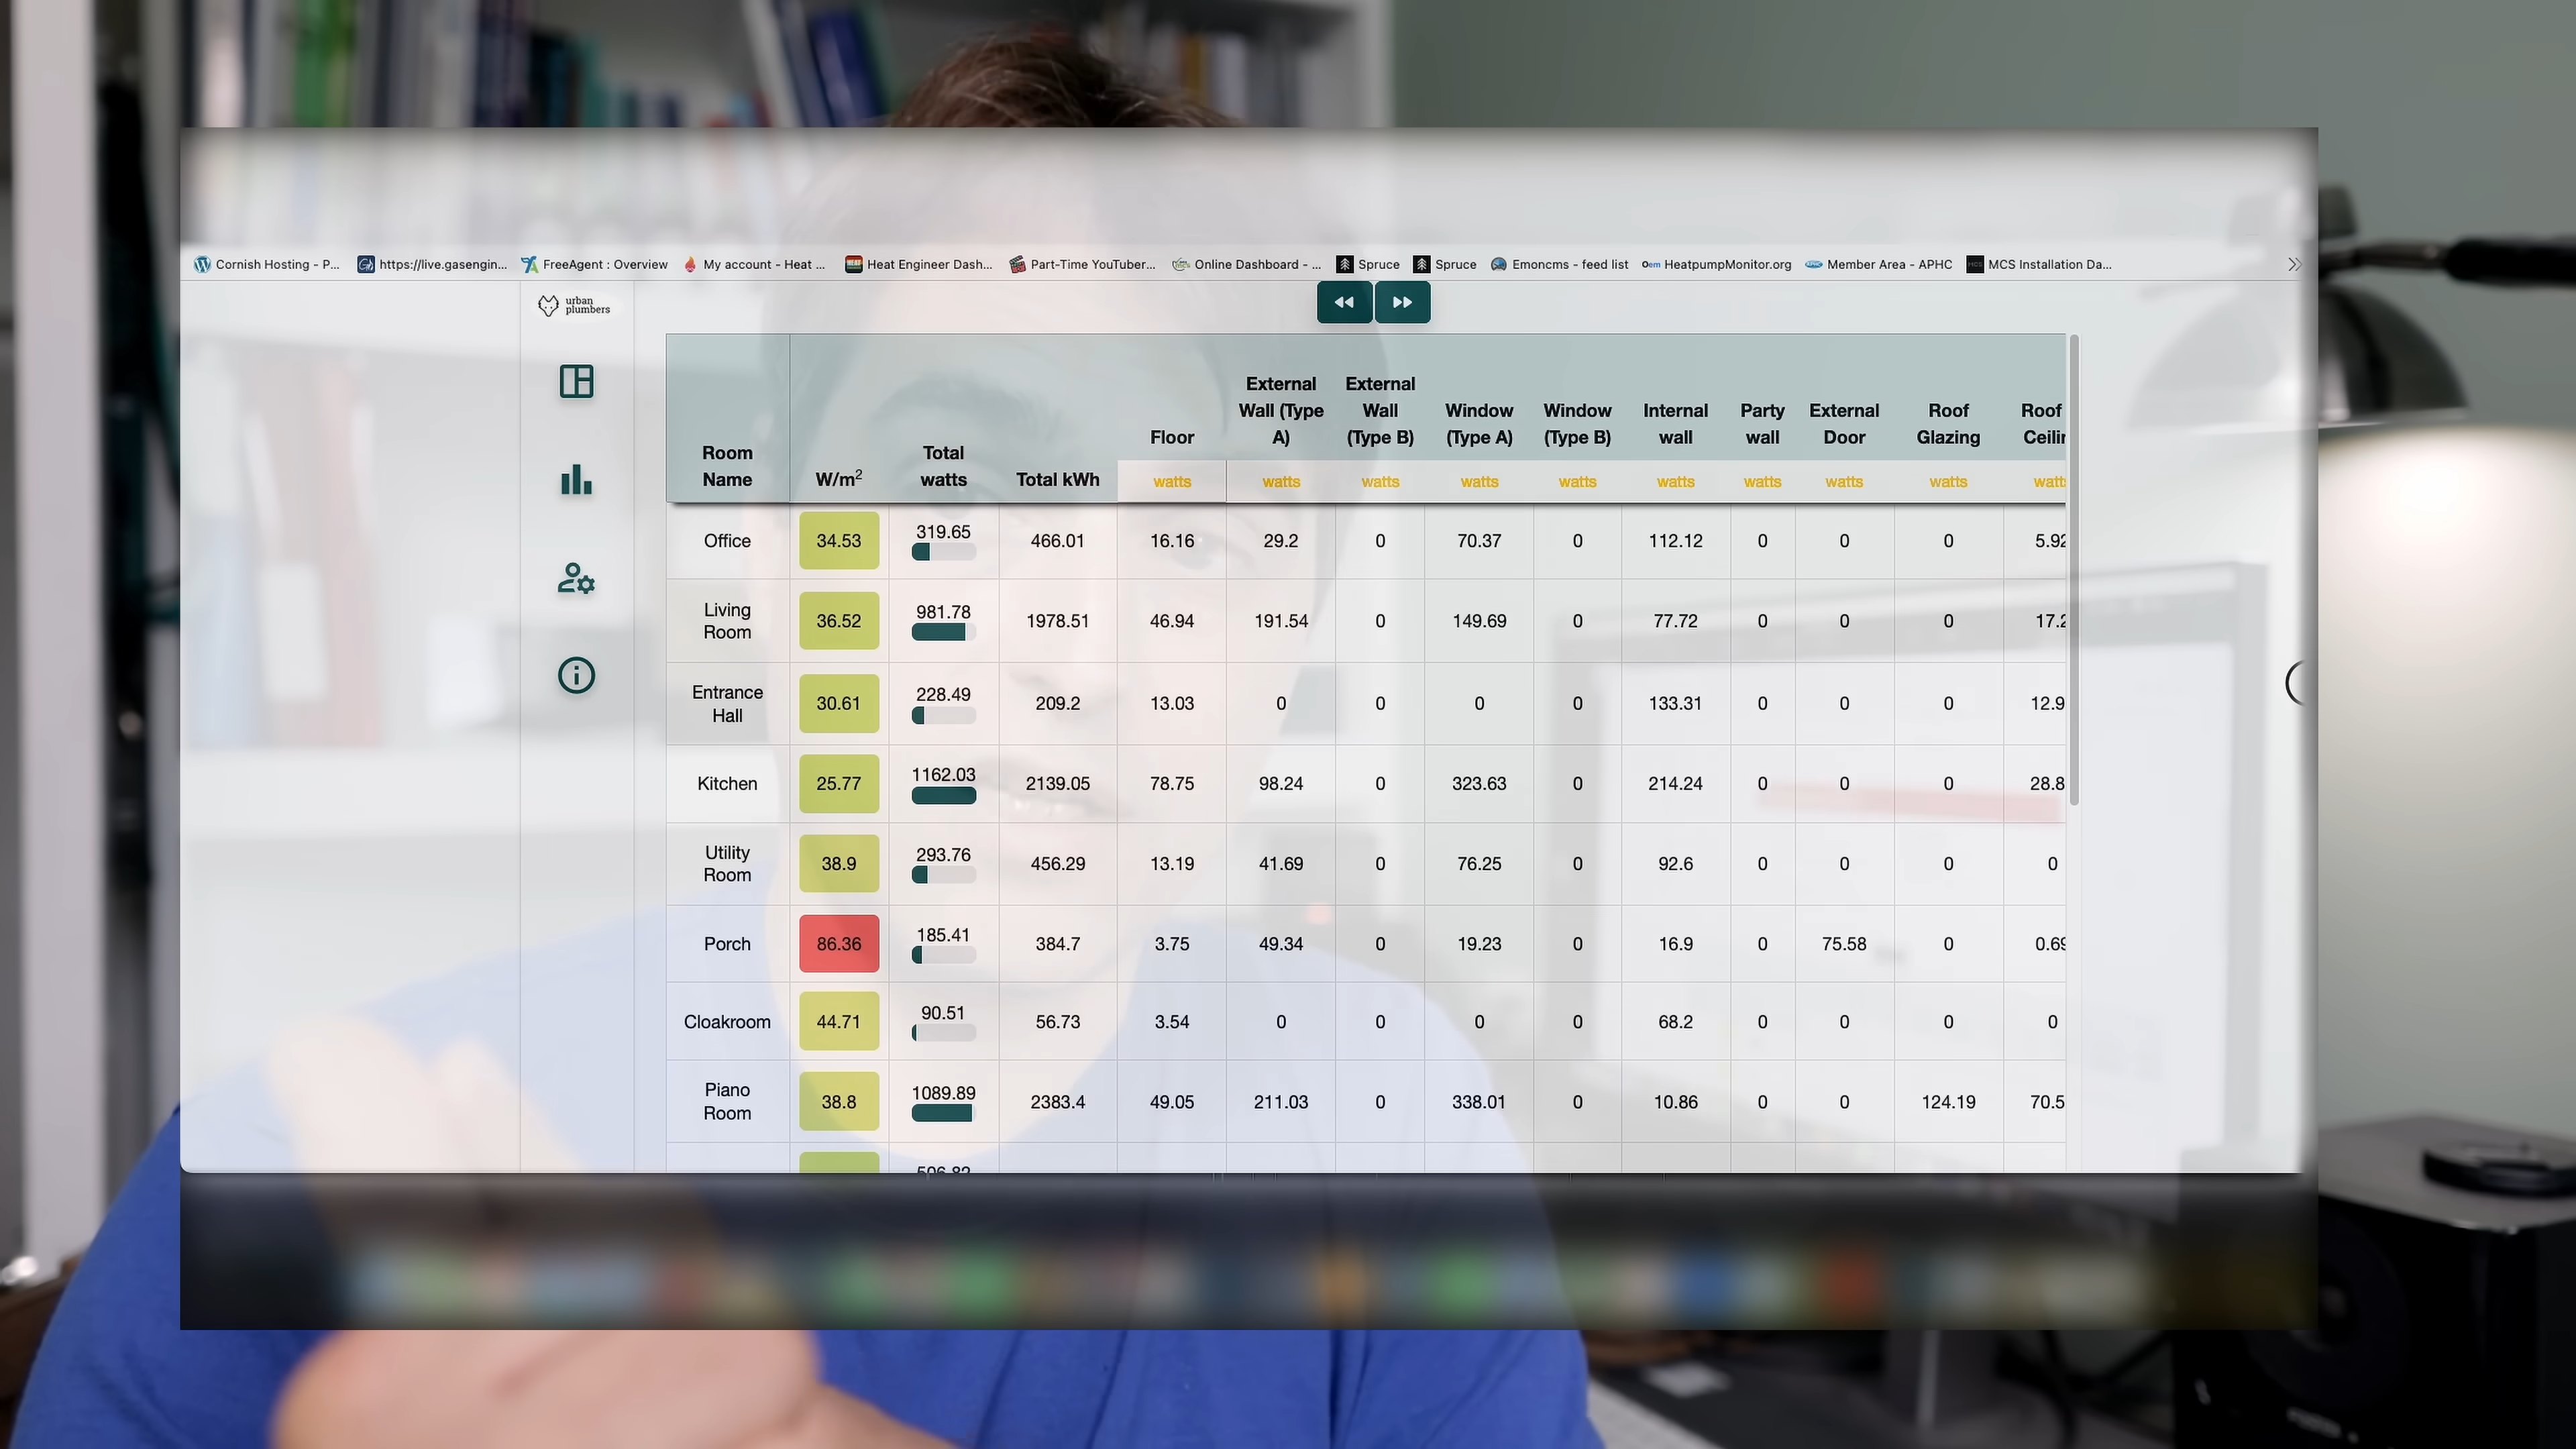 Cornish Hosting - P... https://live.gasengin... FreeAgent : Overview My account - Heat ... Heat Engineer Dash... Part-Time YouTuber... Online Dashboard - ... Spruce Spruce Emoncms - feed list HeatpumpMonitor.org Member Area - APHC MCS Installation Da...
urban
plumbers
Room Name W/m² Total watts Total kWh Floor External Wall (Type A) External Wall (Type B) Window (Type A) Window (Type B) Internal wall Party wall External Door Roof Glazing Roof
watts watts watts watts watts watts watts watts watts watts
Office 34.53 319.65 466.01 16.16 29.2 0 70.37 0 112.12 0 0 0 5.92
Living Room 36.52 981.78 1978.51 46.94 191.54 0 149.69 0 77.72 0 0 0 17.2
Entrance Hall 30.61 228.49 209.2 13.03 0 0 0 0 133.31 0 0 0 12.9
Kitchen 25.77 1162.03 2139.05 78.75 98.24 0 323.63 0 214.24 0 0 0 28.8
Utility Room 38.9 293.76 456.29 13.19 41.69 0 76.25 0 92.6 0 0 0 0
Porch 86.36 185.41 384.7 3.75 49.34 0 19.23 0 16.9 0 75.58 0 0.69
Cloakroom 44.71 90.51 56.73 3.54 0 0 0 0 68.2 0 0 0 0
Piano Room 38.8 1089.89 2383.4 49.05 211.03 0 338.01 0 10.86 0 0 124.19 70.5